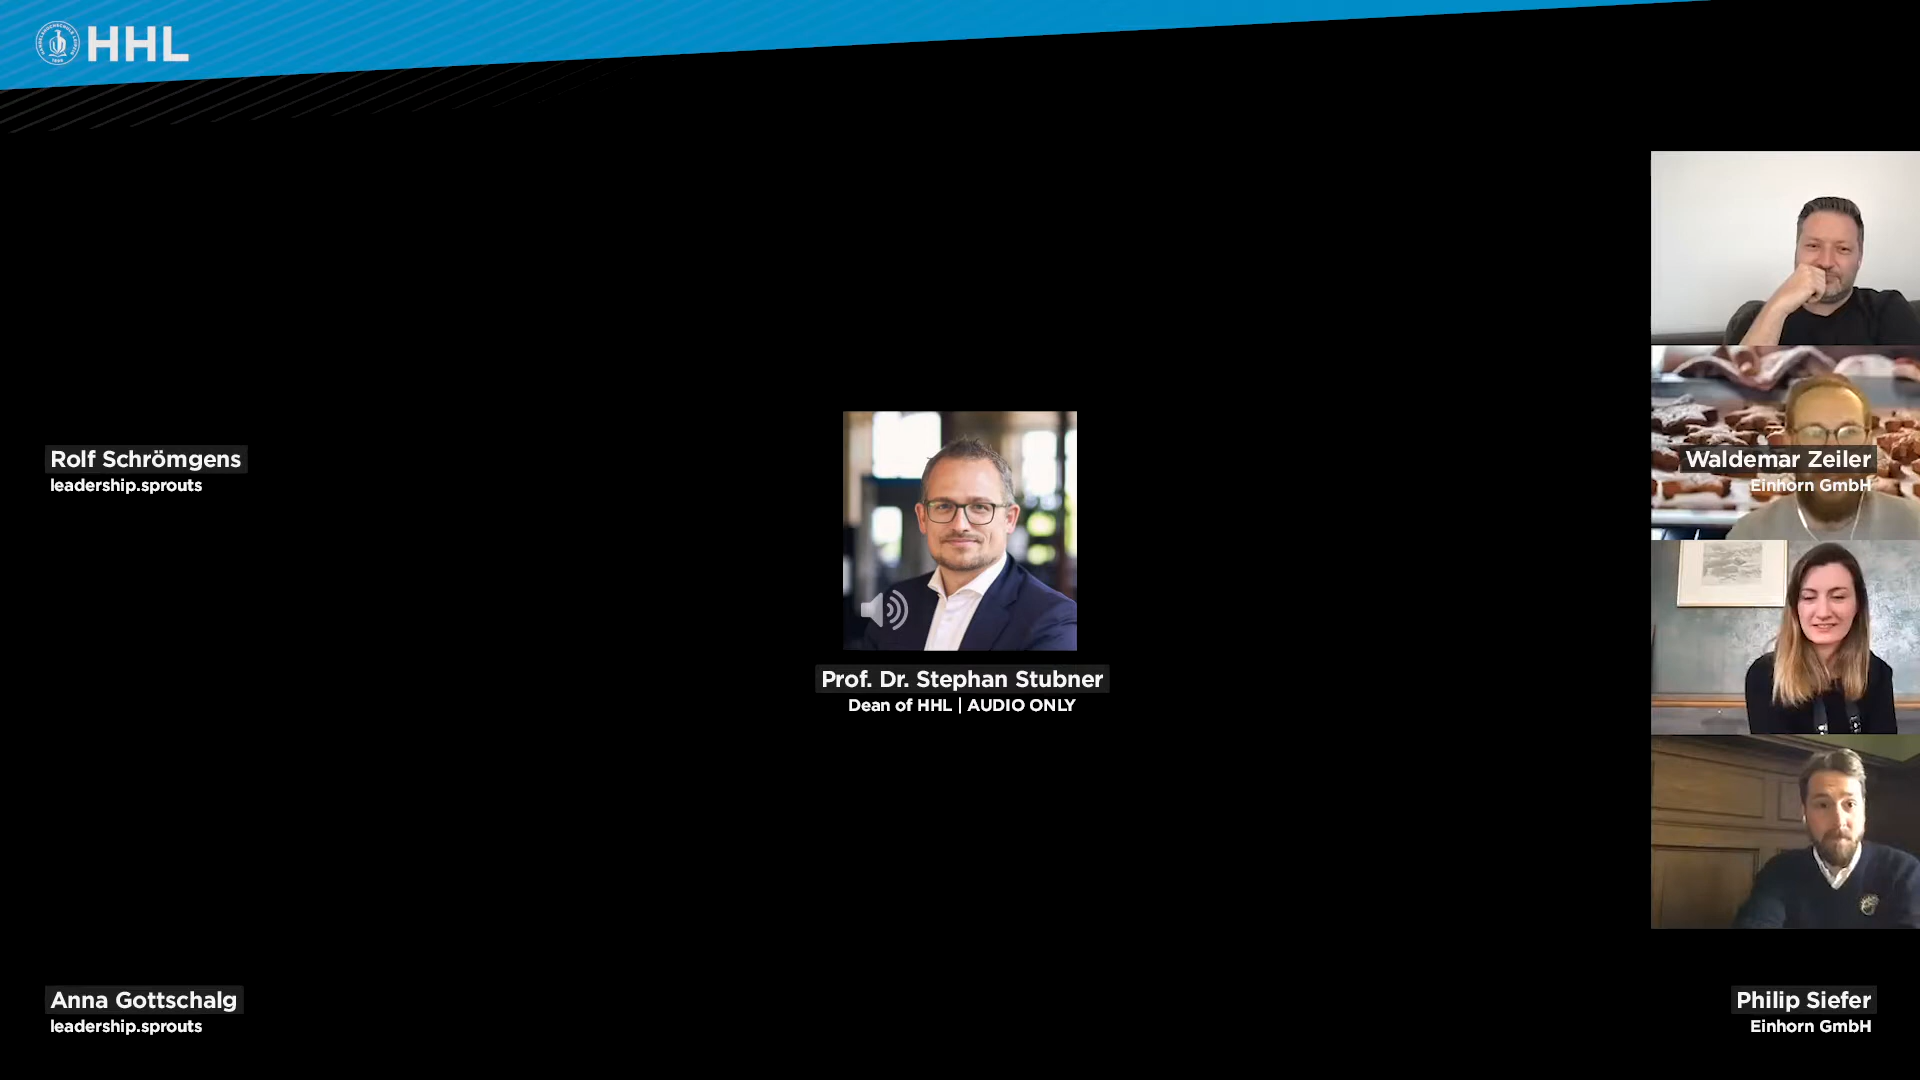 HHL
Rolf Schrömgens
leadership.sprouts
Waldemar Zeiler
Einhorn GmbH
Prof. Dr. Stephan Stubner
Dean of HHL | AUDIO ONLY
Anna Gottschalg
leadership.sprouts
Philip Siefer
Einhorn GmbH